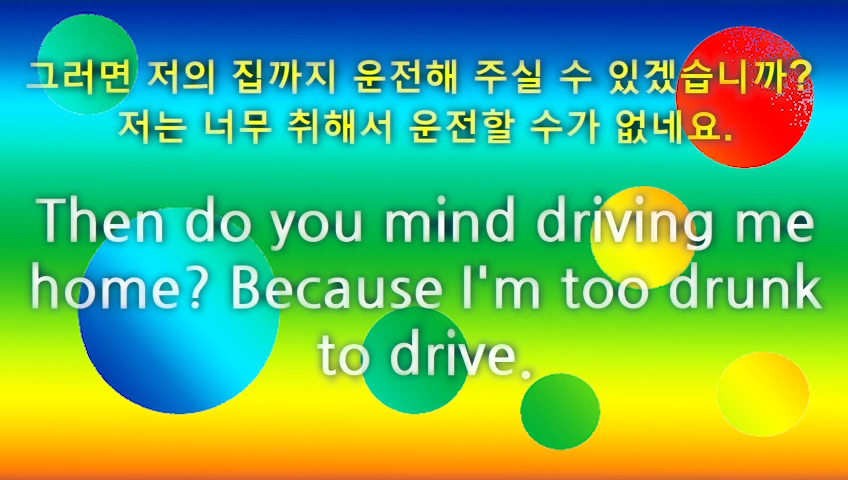 그러면 저의 집까지 운전해 주실 수 있겠습니까?
저는 너무 취해서 운전할 수가 없네요.
Then do you mind driving me
home? Because I'm too drunk
to drive.